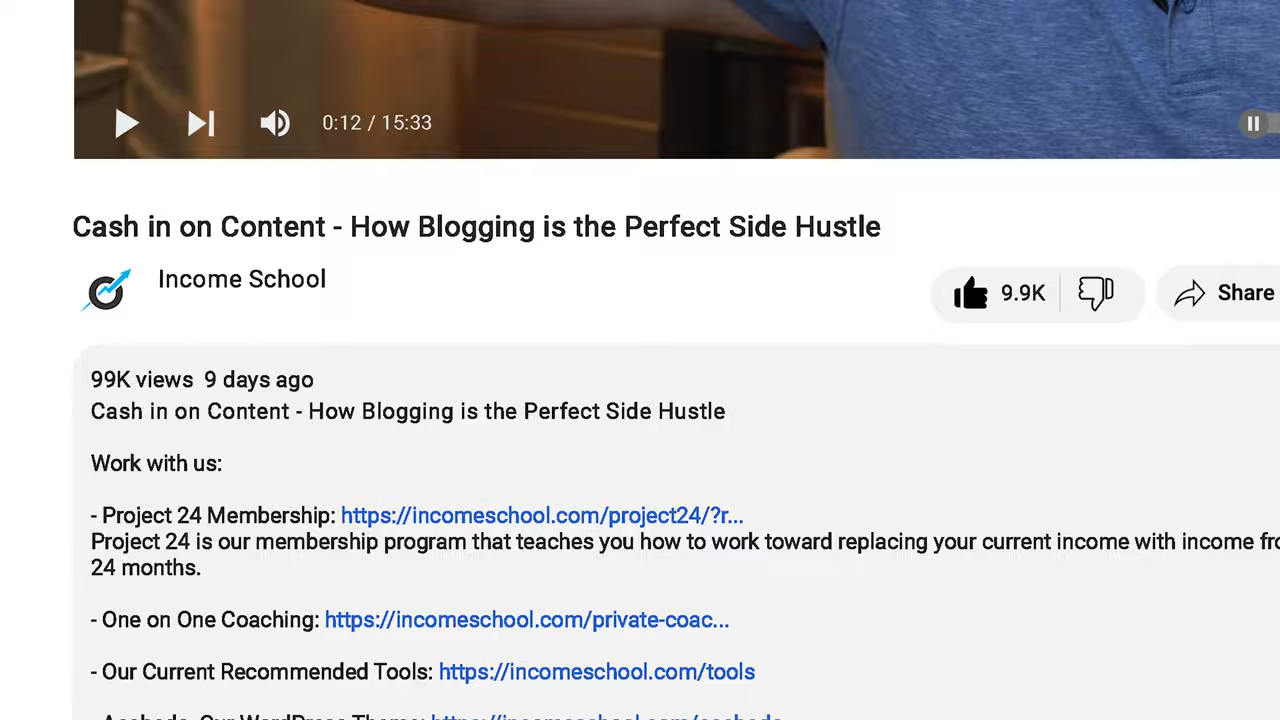 0:12 / 15:33
Cash in on Content - How Blogging is the Perfect Side Hustle
Income School
9.9K
Share
99K views 9 days ago
Cash in on Content - How Blogging is the Perfect Side Hustle
Work with us:
- Project 24 Membership: https://incomeschool.com/project24/?r...
Project 24 is our membership program that teaches you how to work toward replacing your current income with income
24 months.
- One on One Coaching: https://incomeschool.com/private-coac...
- Our Current Recommended Tools: https://incomeschool.com/tools